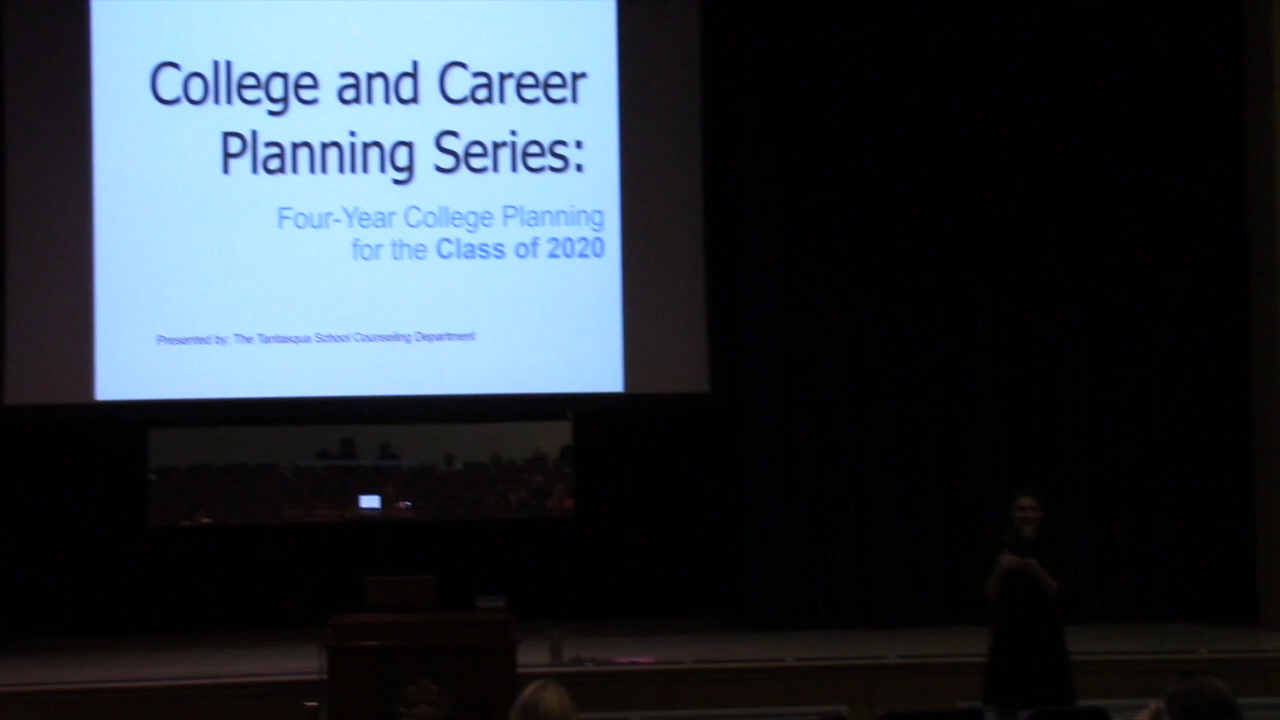 College and Career
Planning Series:
Four-Year College Planning
for the Class of 2020
Presented by: The Tantasqua School Counseling Department